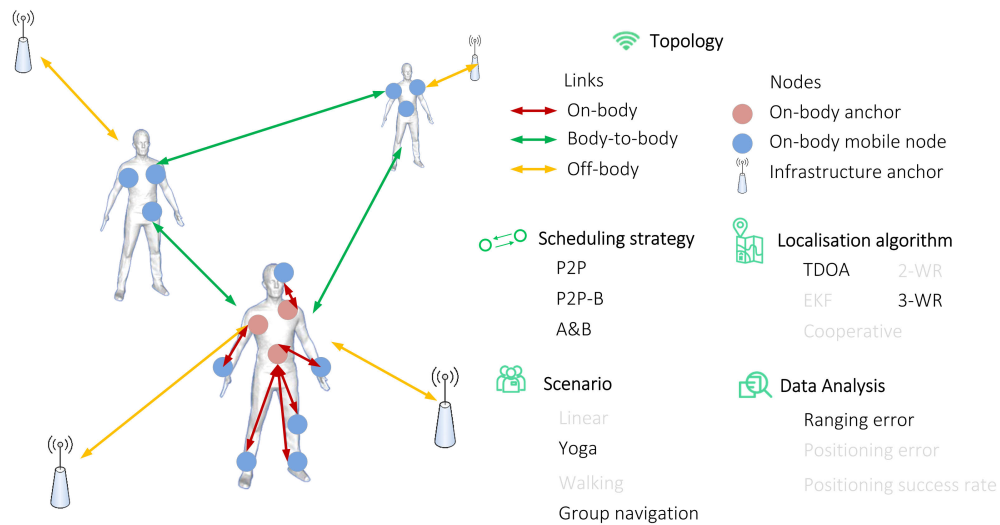 Topology
Links
On-body
Body-to-body
Off-body
Nodes
On-body anchor
On-body mobile node
Infrastructure anchor
Scheduling strategy
P2P
P2P-B
A&B
Localisation algorithm
TDOA 2-WR
EKF 3-WR
Cooperative
Scenario
Linear
Yoga
Walking
Group navigation
Data Analysis
Ranging error
Positioning error
Positioning success rate